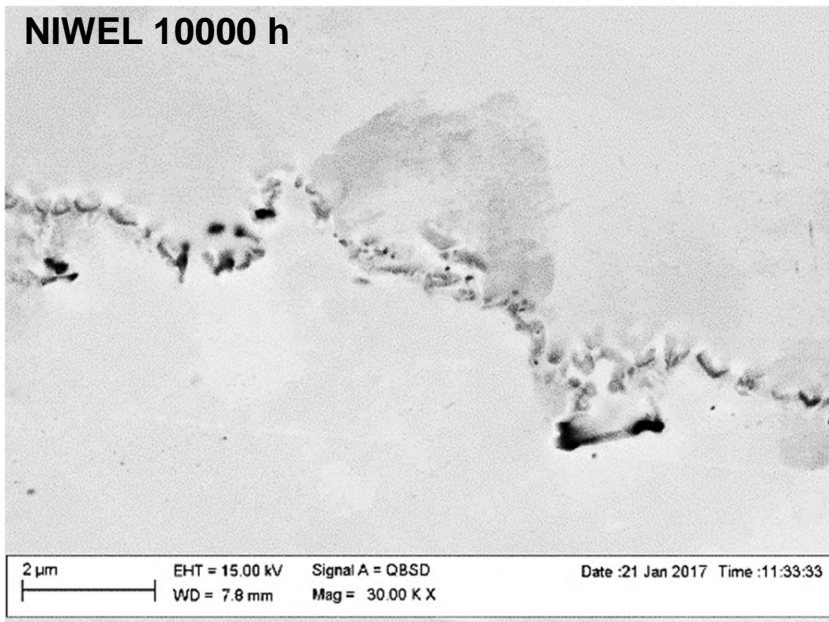 NIWEL 10000 h
2 µm EHT = 15.00 kV Signal A = QBSD Date :21 Jan 2017 Time :11:33:33
WD = 7.8 mm Mag = 30.00 K X